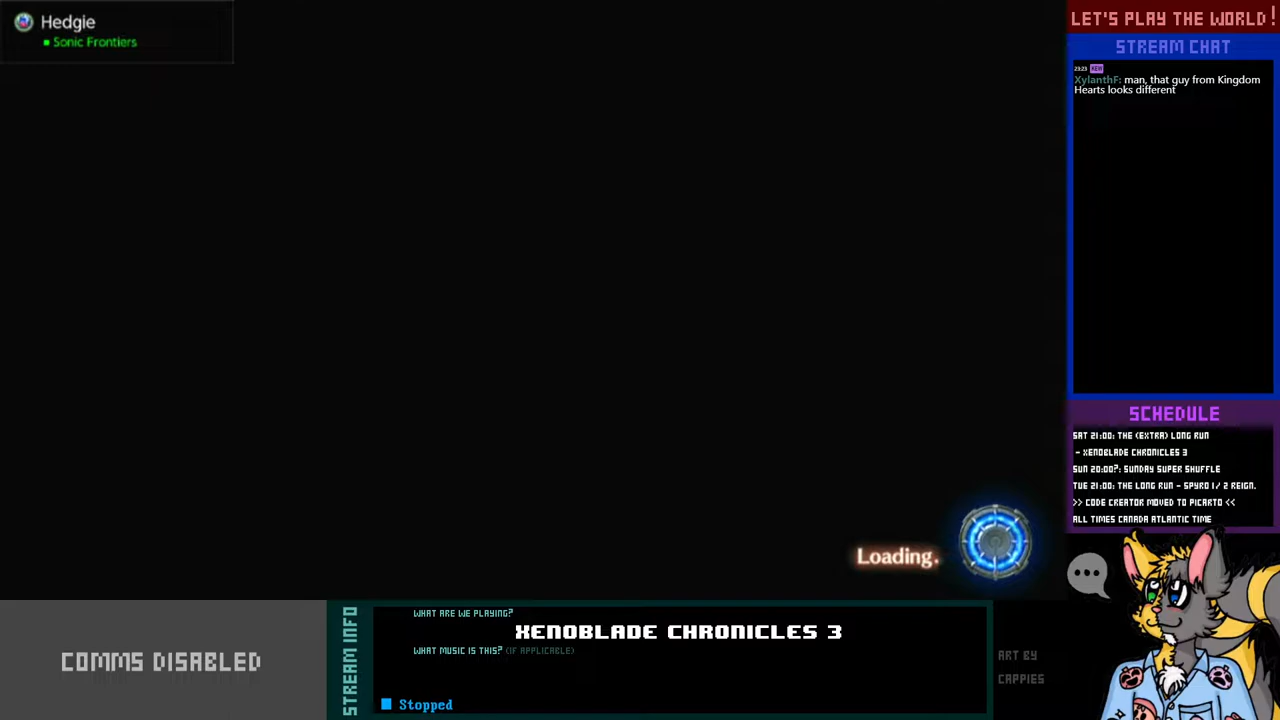 Hedgie
Sonic Frontiers
LET'S PLAY THE WORLD!
STREAM CHAT
23:23 NEW
XylanthF: man, that guy from Kingdom
Hearts looks different
SCHEDULE
SAT 21:00: THE (EXTRA) LONG RUN
- XENOBLADE CHRONICLES 3
SUN 20:00?: SUNDAY SUPER SHUFFLE
TUE 21:00: THE LONG RUN - SPYRO 1/ 2 REIGN.
>> CODE CREATOR MOVED TO PICARTO <<
ALL TIMES CANADA ATLANTIC TIME
Loading.
COMMS DISABLED
STREAM INFO
WHAT ARE WE PLAYING?
XENOBLADE CHRONICLES 3
WHAT MUSIC IS THIS? (IF APPLICABLE)
Stopped
ART BY
CAPPIES